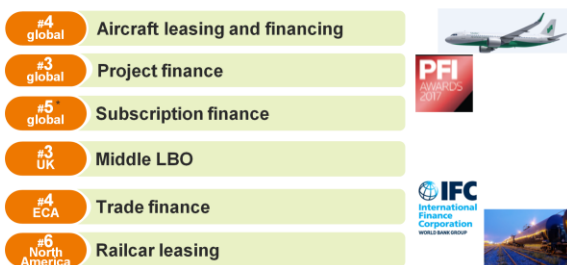 #4
global
Aircraft leasing and financing
#3
global
Project finance
PFI
AWARDS
2017
#5*
global
Subscription finance
#3
UK
Middle LBO
#4
ECA
Trade finance
IFC
International
Finance
Corporation
WORLD BANK GROUP
#6
North
America
Railcar leasing